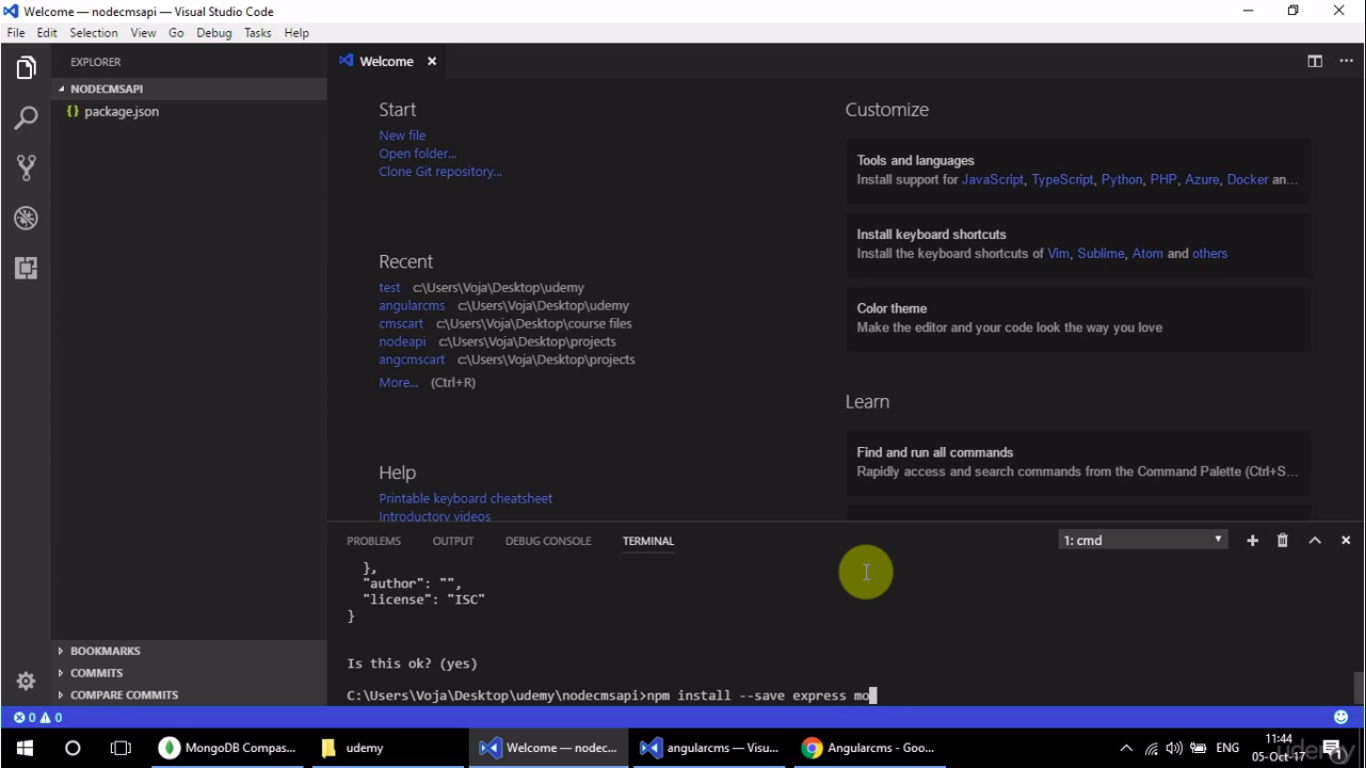 Welcome — nodecmsapi — Visual Studio Code
File Edit Selection View Go Debug Tasks Help
EXPLORER
NODECMSAPI
{} package.json
BOOKMARKS
COMMITS
COMPARE COMMITS
Welcome ×
Start
New file
Open folder...
Clone Git repository...
Recent
test c:\Users\Voja\Desktop\udemy
angularcms c:\Users\Voja\Desktop\udemy
cmscart c:\Users\Voja\Desktop\course files
nodeapi c:\Users\Voja\Desktop\projects
angcmscart c:\Users\Voja\Desktop\projects
More... (Ctrl+R)
Help
Printable keyboard cheatsheet
Introductory videos
Customize
Tools and languages
Install support for JavaScript, TypeScript, Python, PHP, Azure, Docker an...
Install keyboard shortcuts
Install the keyboard shortcuts of Vim, Sublime, Atom and others
Color theme
Make the editor and your code look the way you love
Learn
Find and run all commands
Rapidly access and search commands from the Command Palette (Ctrl+S...
PROBLEMS OUTPUT DEBUG CONSOLE TERMINAL
1: cmd
},
"author": "",
"license": "ISC"
}
Is this ok? (yes)
C:\Users\Voja\Desktop\udemy\nodecmsapi>npm install --save express mo
0 0
MongoDB Compas...
udemy
Welcome — nodec...
angularcms — Visu...
Angularcms - Goo...
ENG
11:44
05-Oct-17
1
udemy